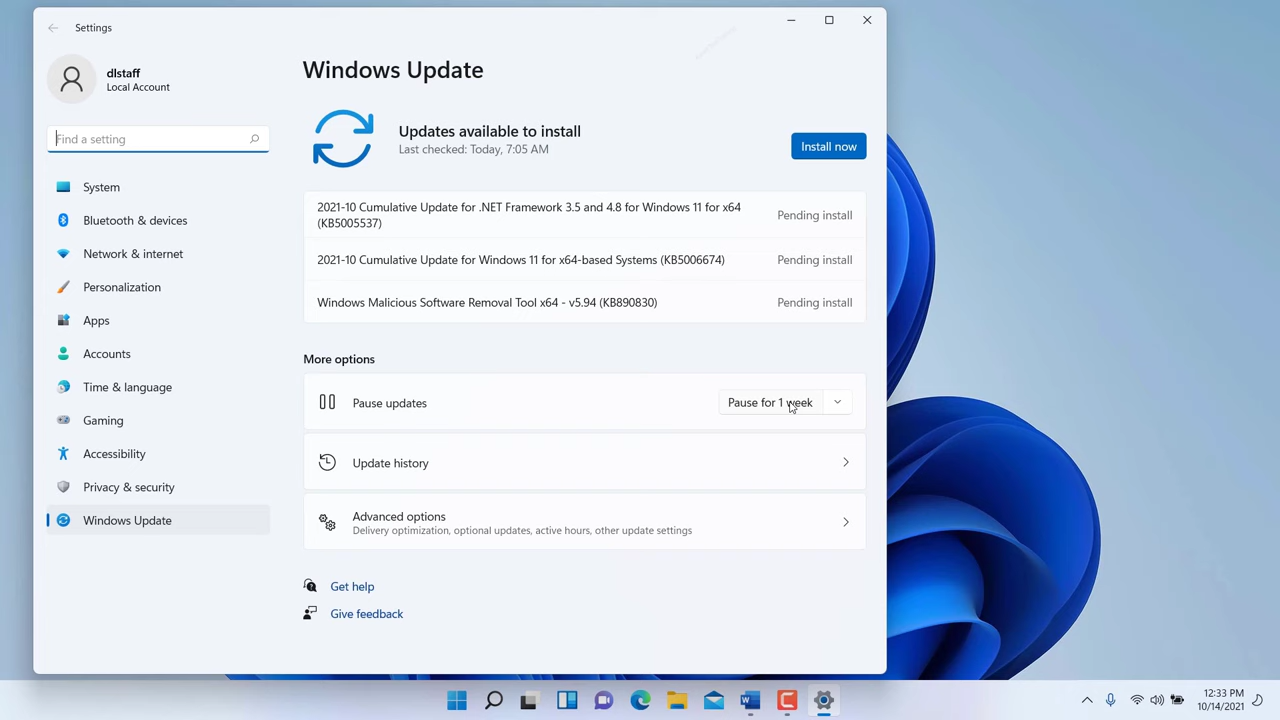 Settings
dlstaff
Local Account
Find a setting
System
Bluetooth & devices
Network & internet
Personalization
Apps
Accounts
Time & language
Gaming
Accessibility
Privacy & security
Windows Update
Windows Update
Updates available to install
Last checked: Today, 7:05 AM
Install now
2021-10 Cumulative Update for .NET Framework 3.5 and 4.8 for Windows 11 for x64
(KB5005537)
Pending install
2021-10 Cumulative Update for Windows 11 for x64-based Systems (KB5006674)
Pending install
Windows Malicious Software Removal Tool x64 - v5.94 (KB890830)
Pending install
More options
Pause updates
Pause for 1 week
Update history
Advanced options
Delivery optimization, optional updates, active hours, other update settings
Get help
Give feedback
12:33 PM
10/14/2021